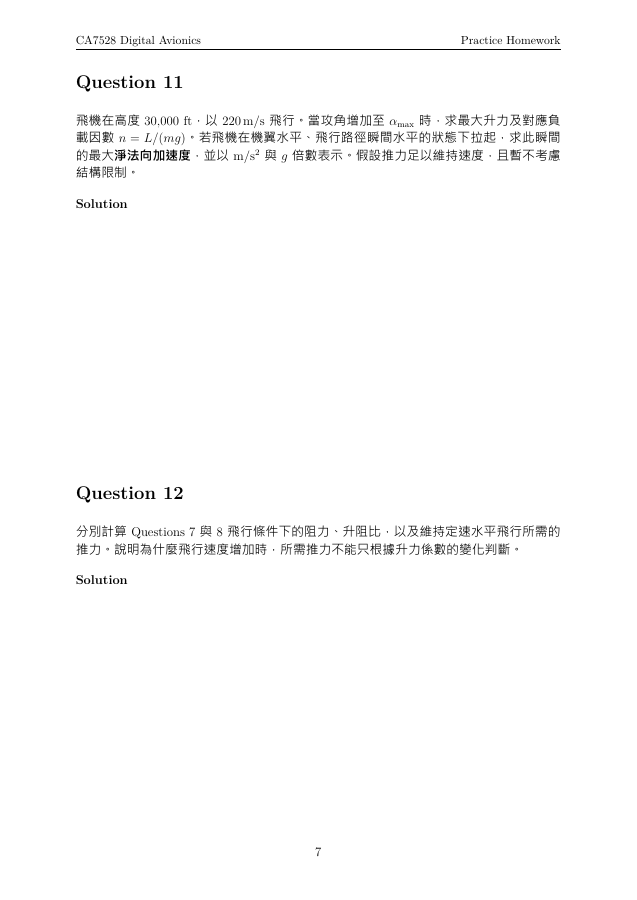 CA7528 Digital Avionics Practice Homework
Question 11
飛機在高度 30,000 ft，以 220 m/s 飛行。當攻角增加至 αmax 時，求最大升力及對應負
載因數 n = L/(mg)。若飛機在機翼水平、飛行路徑瞬間水平的狀態下拉起，求此瞬間
的最大淨法向加速度，並以 m/s² 與 g 倍數表示。假設推力足以維持速度，且暫不考慮
結構限制。
Solution
Question 12
分別計算 Questions 7 與 8 飛行條件下的阻力、升阻比，以及維持定速水平飛行所需的
推力。說明為什麼飛行速度增加時，所需推力不能只根據升力係數的變化判斷。
Solution
7